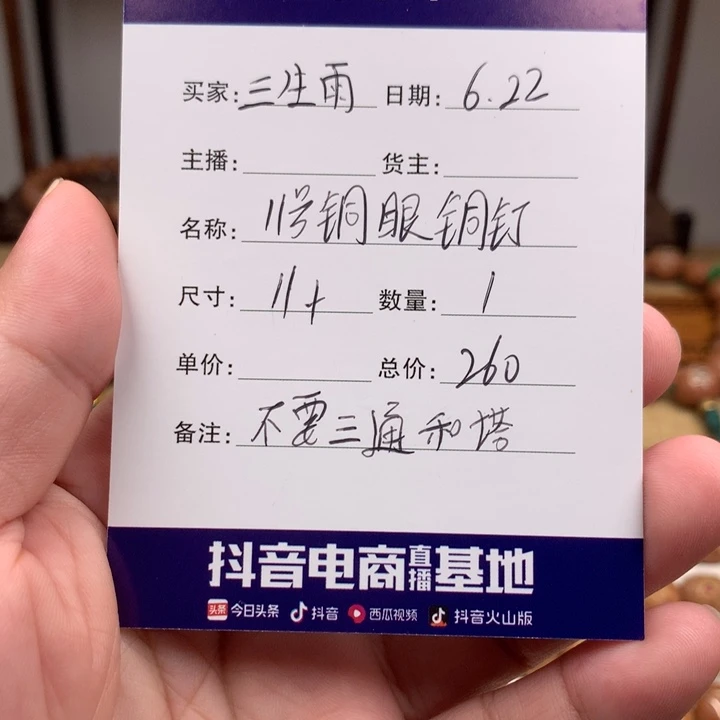 买家:三生雨 日期:6.22
主播: 货主:
名称:11号铜眼铜钉
尺寸:11+ 数量:1
单价: 总价:260
备注:不要三通和塔
抖音电商直播基地
头条 今日头条 抖音 西瓜视频 抖音火山版